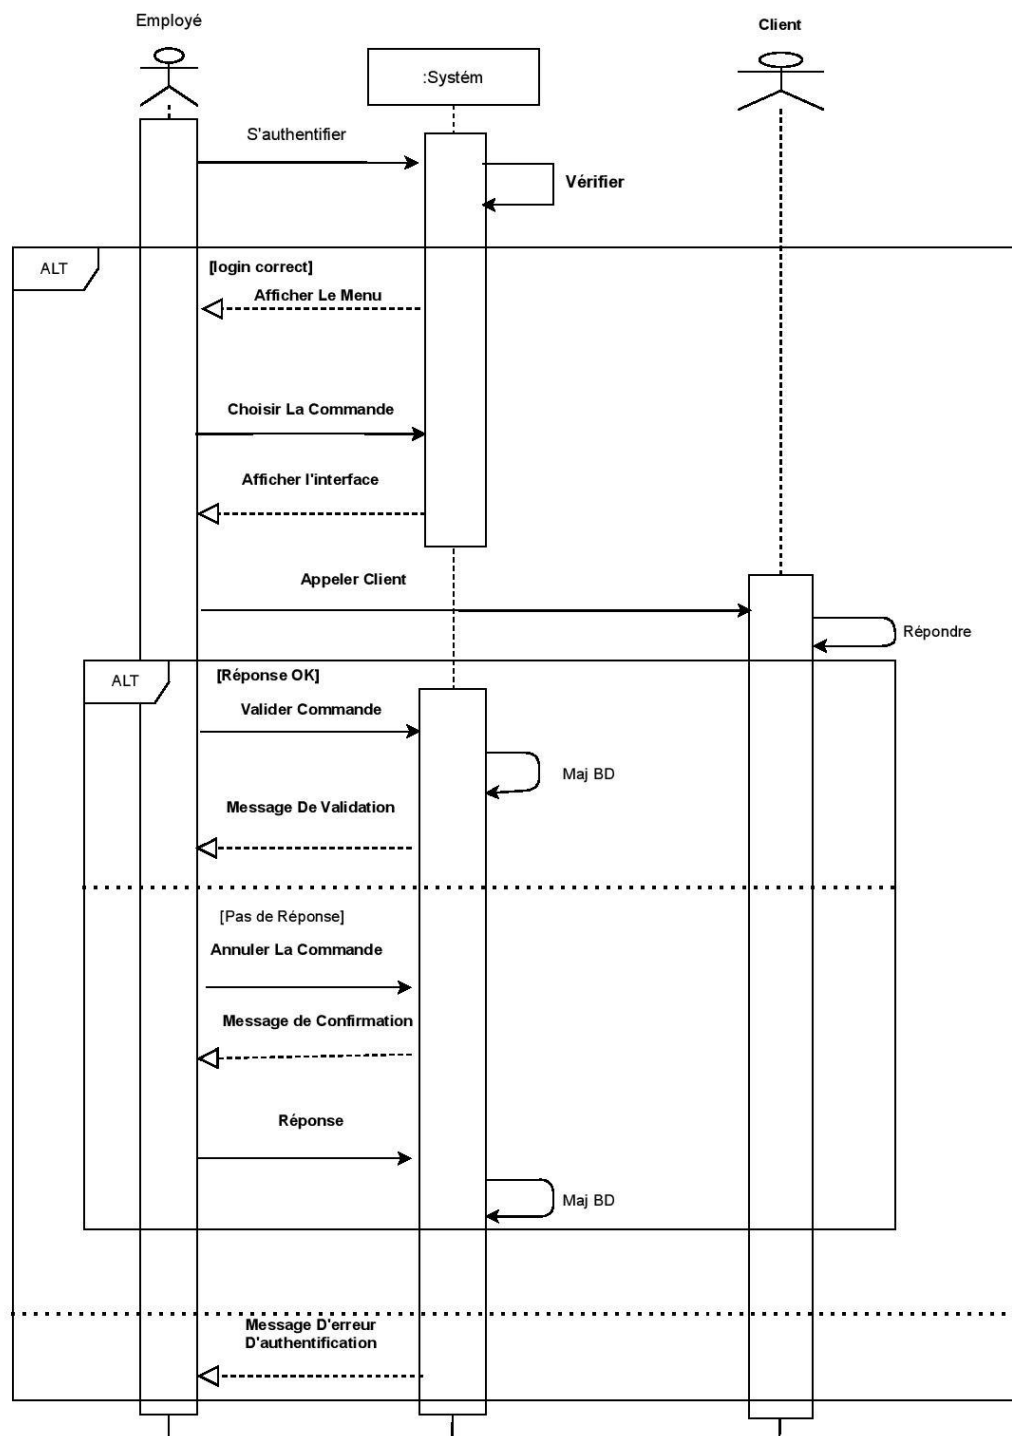 Employé
Client
:Systém
S'authentifier
Vérifier
ALT
[login correct]
Afficher Le Menu
Choisir La Commande
Afficher l'interface
Appeler Client
Répondre
ALT
[Réponse OK]
Valider Commande
Maj BD
Message De Validation
[Pas de Réponse]
Annuler La Commande
Message de Confirmation
Réponse
Maj BD
Message D'erreur
D'authentification